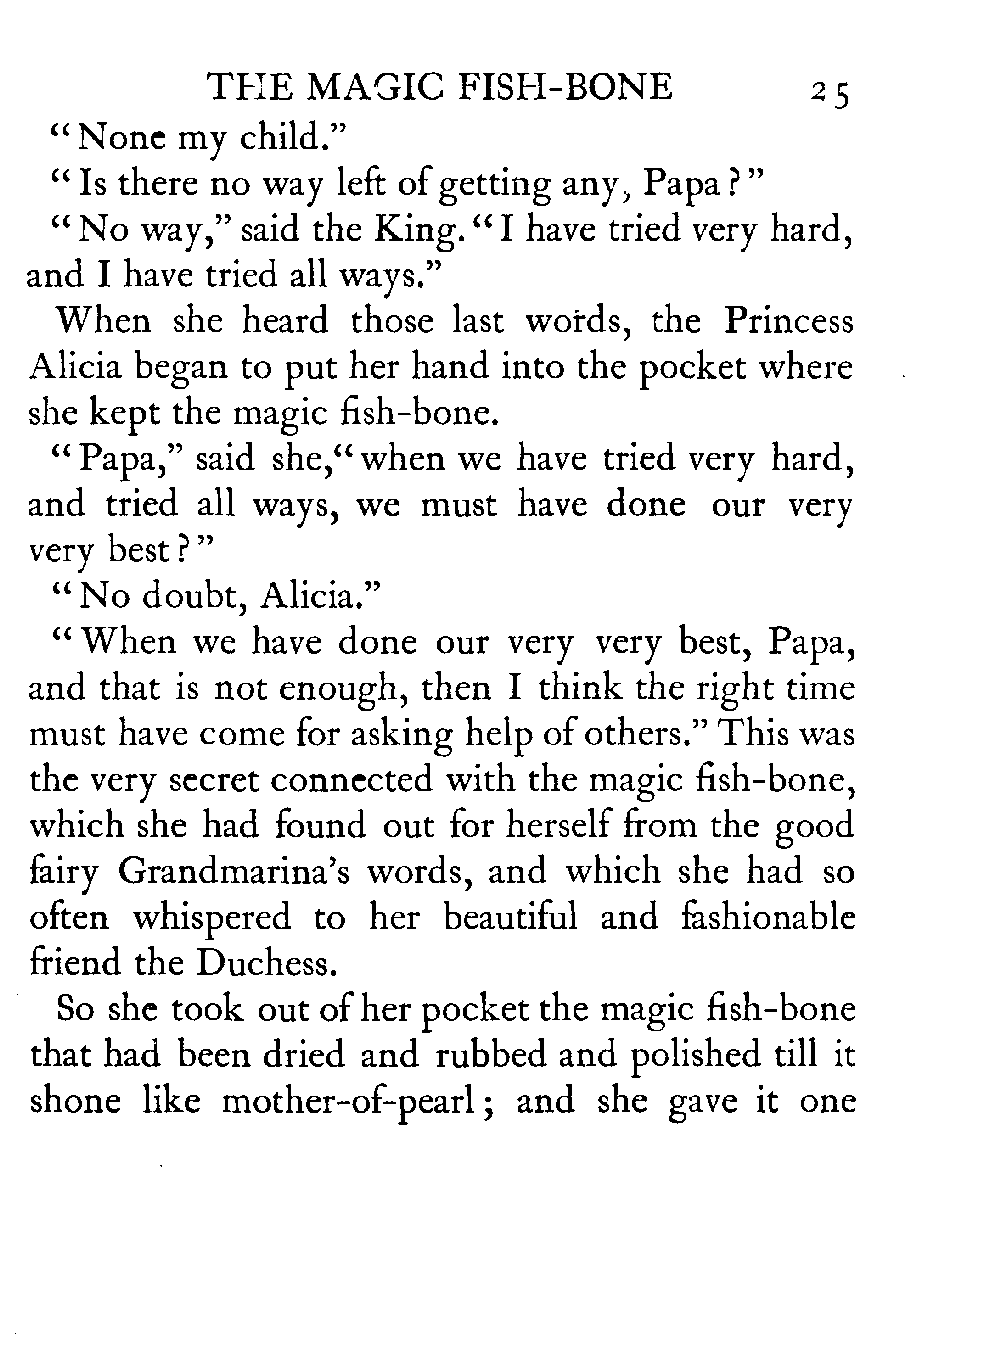 THE MAGIC FISH-BONE 25
“None my child.”
“Is there no way left of getting any, Papa?”
“No way,” said the King. “I have tried very hard,
and I have tried all ways.”
When she heard those last words, the Princess
Alicia began to put her hand into the pocket where
she kept the magic fish-bone.
“Papa,” said she, “when we have tried very hard,
and tried all ways, we must have done our very
very best?”
“No doubt, Alicia.”
“When we have done our very very best, Papa,
and that is not enough, then I think the right time
must have come for asking help of others.” This was
the very secret connected with the magic fish-bone,
which she had found out for herself from the good
fairy Grandmarina’s words, and which she had so
often whispered to her beautiful and fashionable
friend the Duchess.
So she took out of her pocket the magic fish-bone
that had been dried and rubbed and polished till it
shone like mother-of-pearl; and she gave it one